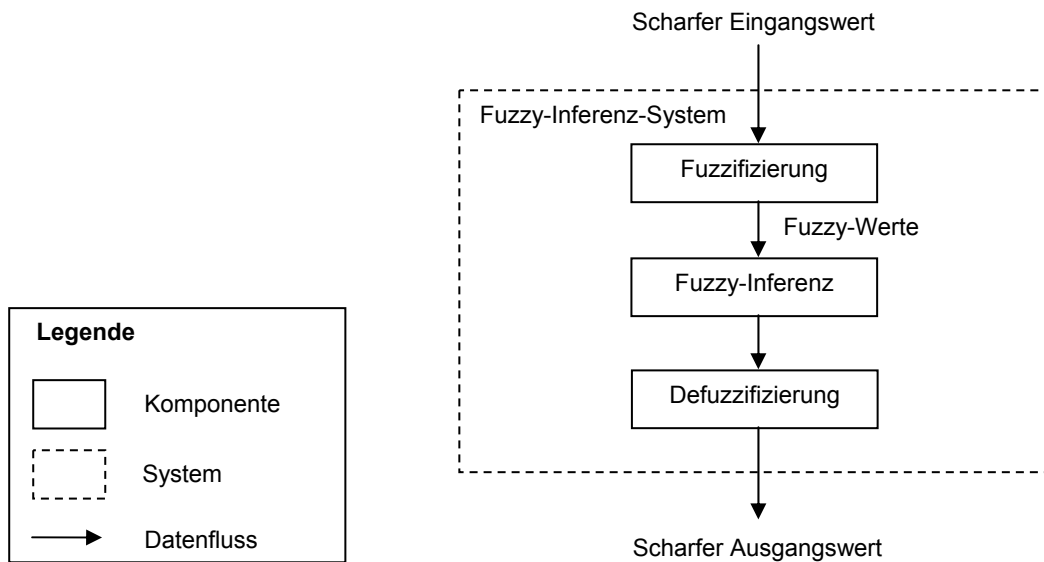 Scharfer Eingangswert
Fuzzy-Inferenz-System
Fuzzifizierung
Fuzzy-Werte
Fuzzy-Inferenz
Defuzzifizierung
Scharfer Ausgangswert
Legende
Komponente
System
Datenfluss